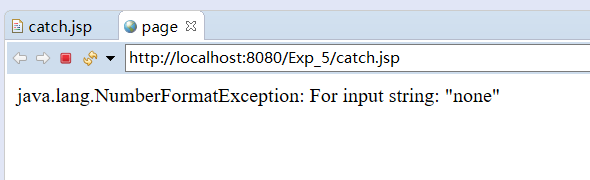 catch.jsp
page
http://localhost:8080/Exp_5/catch.jsp
java.lang.NumberFormatException: For input string: "none"